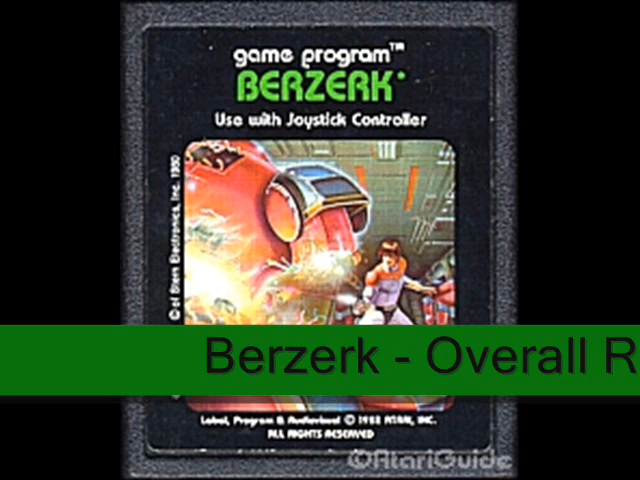 game program™
BERZERK*
Use with Joystick Controller
© of Stern Electronics, Inc. 1980
Berzerk - Overall R
Label, Program & Audiovisual © 1982 ATARI, INC.
ALL RIGHTS RESERVED
©AtariGuide